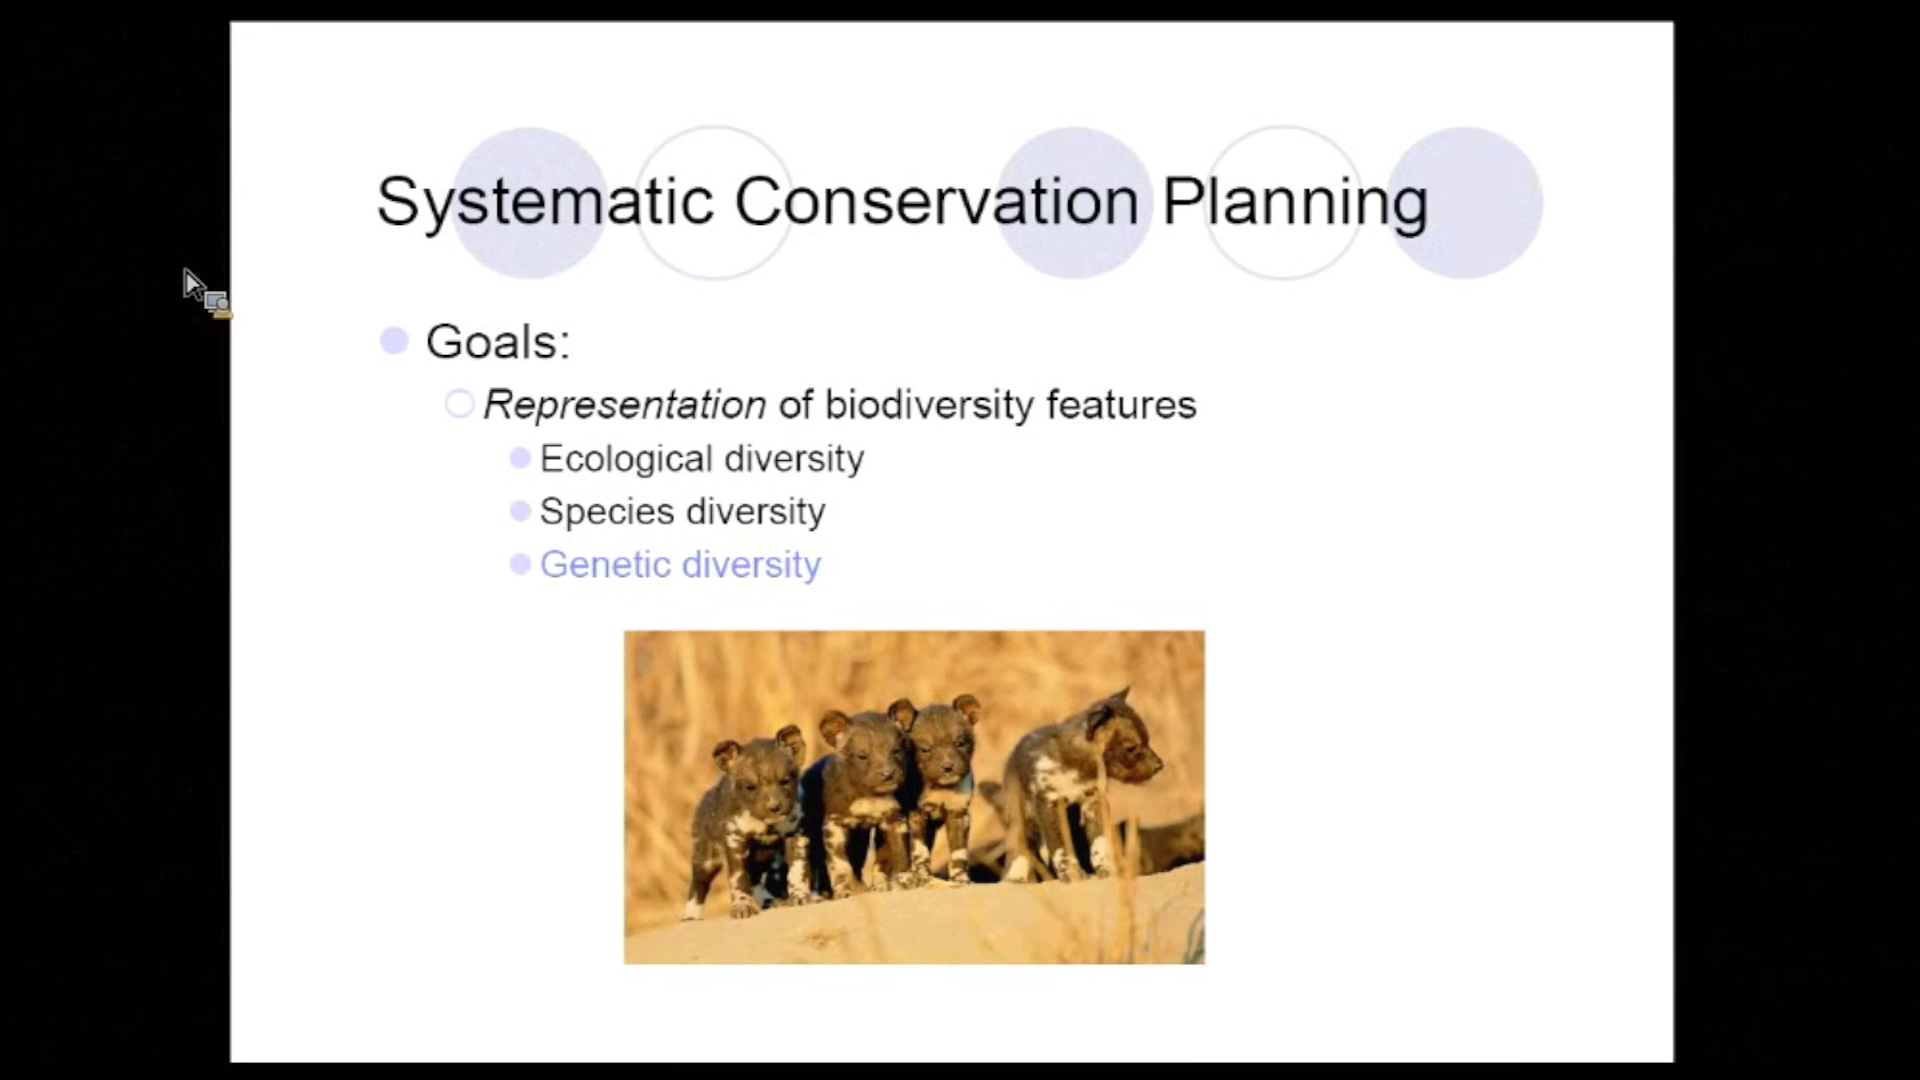 Systematic Conservation Planning
Goals:
Representation of biodiversity features
Ecological diversity
Species diversity
Genetic diversity